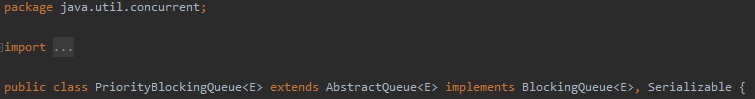 package java.util.concurrent;
import ...
public class PriorityBlockingQueue<E> extends AbstractQueue<E> implements BlockingQueue<E>, Serializable {